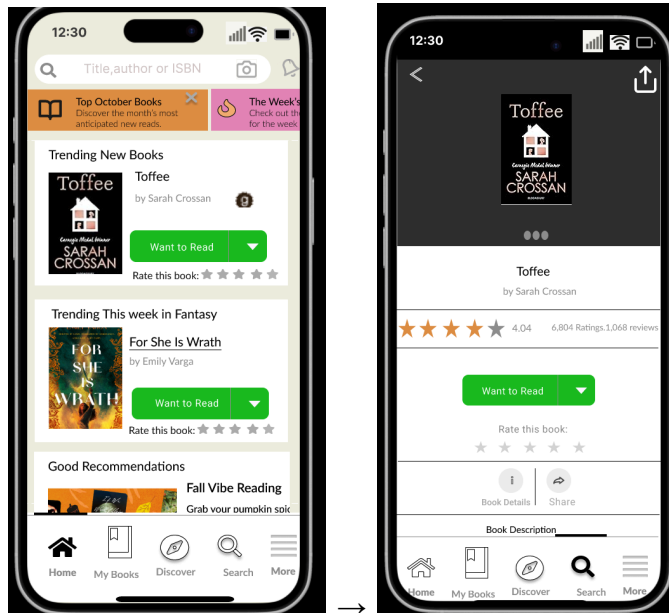 12:30
Title,author or ISBN
Top October Books
Discover the month's most
anticipated new reads.
The Week's
Check out th
for the week
Trending New Books
Toffee
Carnegie Medal Winner
SARAH
CROSSAN
Toffee
by Sarah Crossan
g
Want to Read
Rate this book:
Trending This week in Fantasy
FOR
SHE
IS
WRATH
For She Is Wrath
by Emily Varga
Want to Read
Rate this book:
Good Recommendations
Fall Vibe Reading
Grab your pumpkin spic
Home
My Books
Discover
Search
More
→
12:30
Toffee
Carnegie Medal Winner
SARAH
CROSSAN
BLOOMSBURY
Toffee
by Sarah Crossan
4.04
6,804 Ratings.1,068 reviews
Want to Read
Rate this book:
i
Book Details
Share
Book Description
Home
My Books
Discover
Search
More